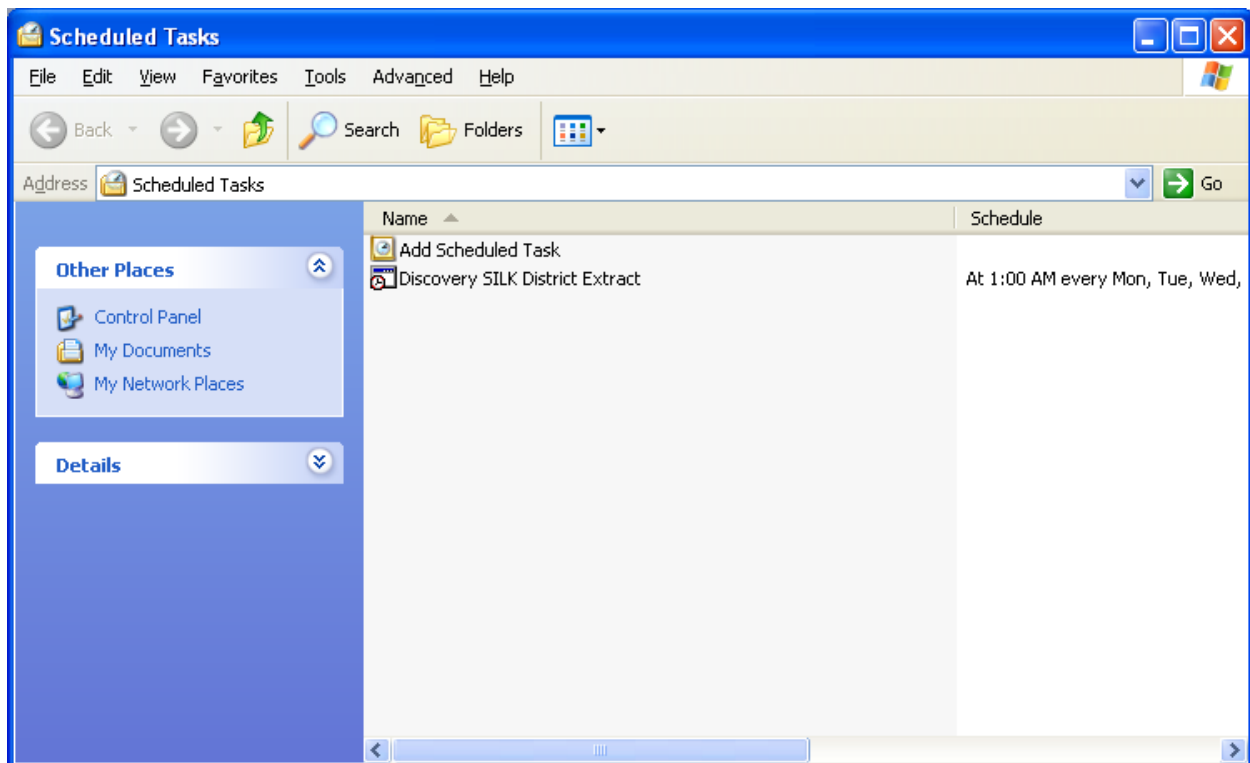 Scheduled Tasks
File Edit View Favorites Tools Advanced Help
Back Search Folders
Address Scheduled Tasks Go
Name Schedule
Other Places
Control Panel
My Documents
My Network Places
Details
Add Scheduled Task
Discovery SILK District Extract At 1:00 AM every Mon, Tue, Wed,